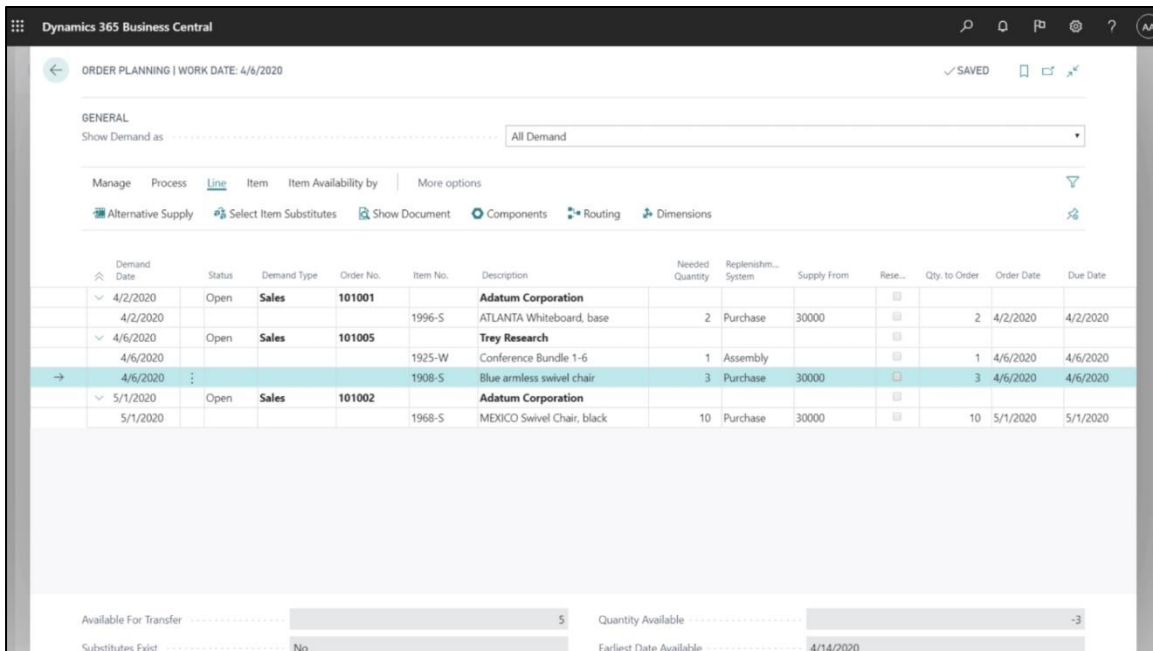 Dynamics 365 Business Central ? AA
ORDER PLANNING | WORK DATE: 4/6/2020 ✓ SAVED
GENERAL
Show Demand as All Demand
Manage Process Line Item Item Availability by More options
Alternative Supply Select Item Substitutes Show Document Components Routing Dimensions
Demand Date Status Demand Type Order No. Item No. Description Needed Quantity Replenishm... System Supply From Rese... Qty. to Order Order Date Due Date
4/2/2020 Open Sales 101001 Adatum Corporation
4/2/2020 1996-S ATLANTA Whiteboard, base 2 Purchase 30000 2 4/2/2020 4/2/2020
4/6/2020 Open Sales 101005 Trey Research
4/6/2020 1925-W Conference Bundle 1-6 1 Assembly 1 4/6/2020 4/6/2020
4/6/2020 1908-S Blue armless swivel chair 3 Purchase 30000 3 4/6/2020 4/6/2020
5/1/2020 Open Sales 101002 Adatum Corporation
5/1/2020 1968-S MEXICO Swivel Chair, black 10 Purchase 30000 10 5/1/2020 5/1/2020
Available For Transfer 5 Quantity Available -3
Substitutes Exist No Earliest Date Available 4/14/2020